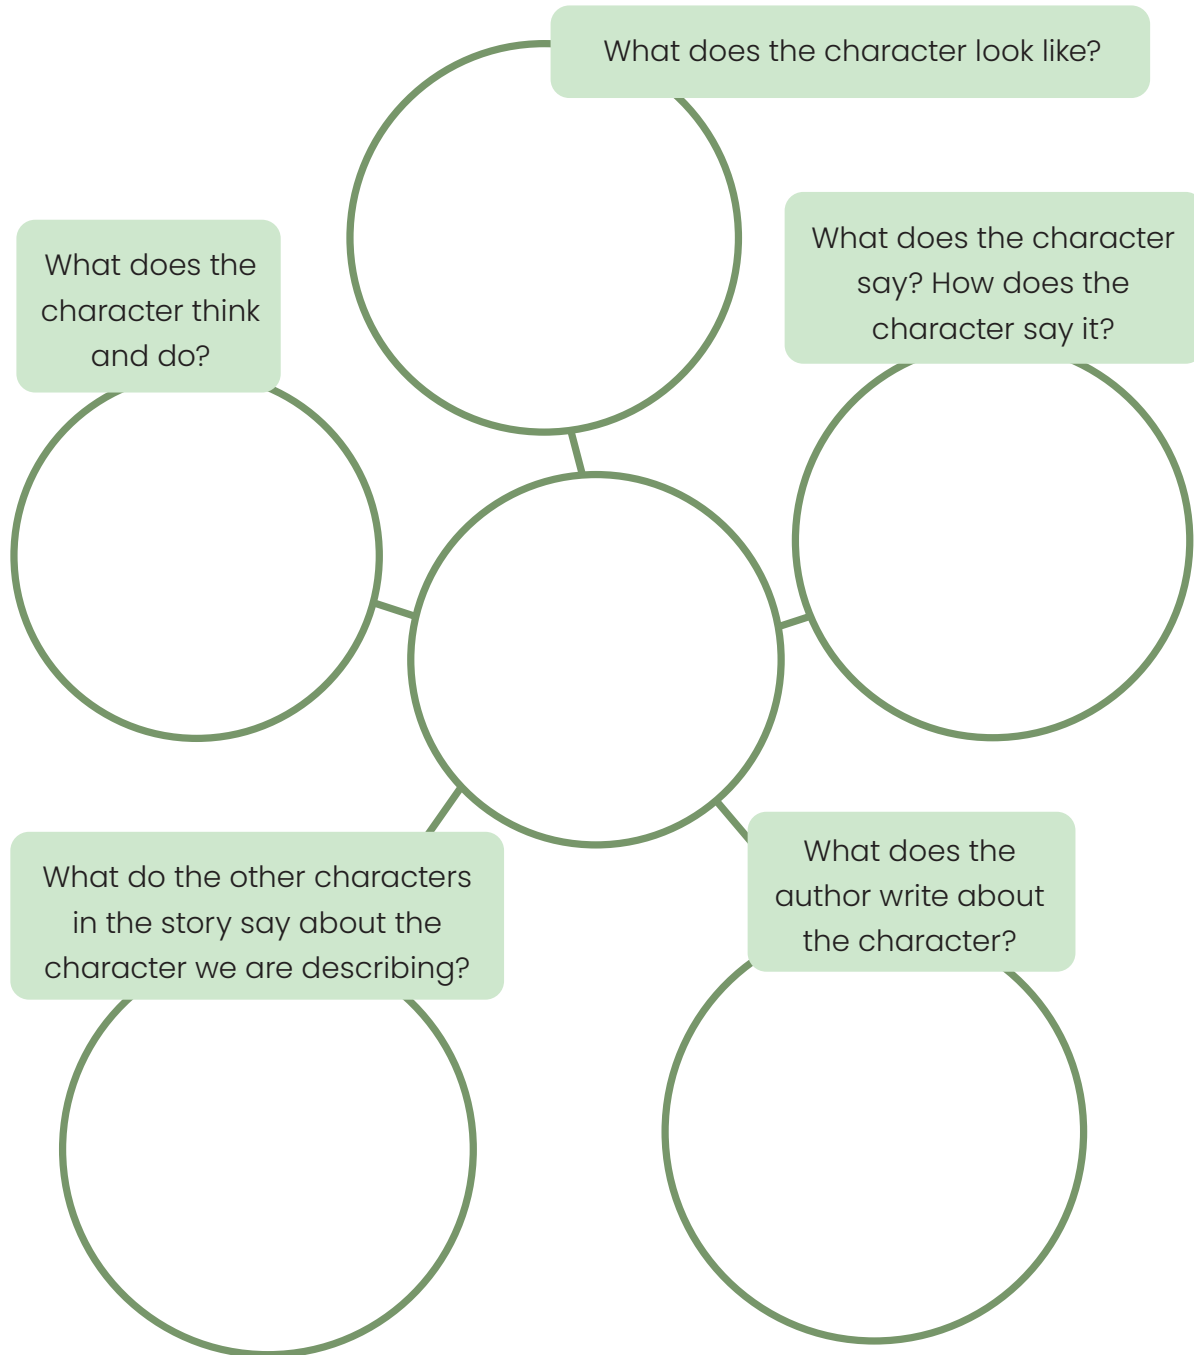 What does the character look like?
What does the
character think
and do?
What does the character
say? How does the
character say it?
What do the other characters
in the story say about the
character we are describing?
What does the
author write about
the character?